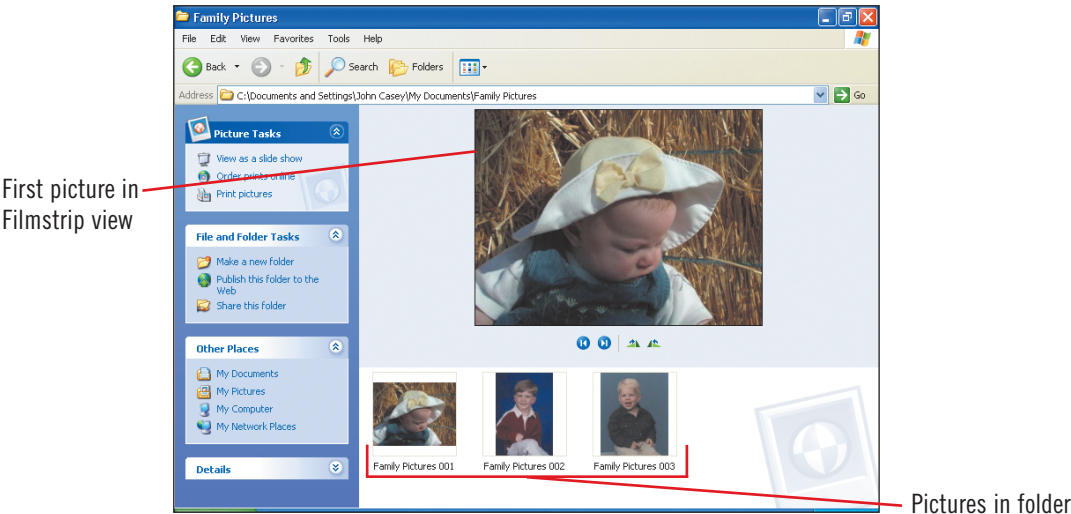 Family Pictures
File Edit View Favorites Tools Help
Back Search Folders
Address C:\Documents and Settings\John Casey\My Documents\Family Pictures Go
Picture Tasks
View as a slide show
Order prints online
Print pictures
First picture in
Filmstrip view
File and Folder Tasks
Make a new folder
Publish this folder to the
Web
Share this folder
Other Places
My Documents
My Pictures
My Computer
My Network Places
Details
Family Pictures 001 Family Pictures 002 Family Pictures 003
Pictures in folder